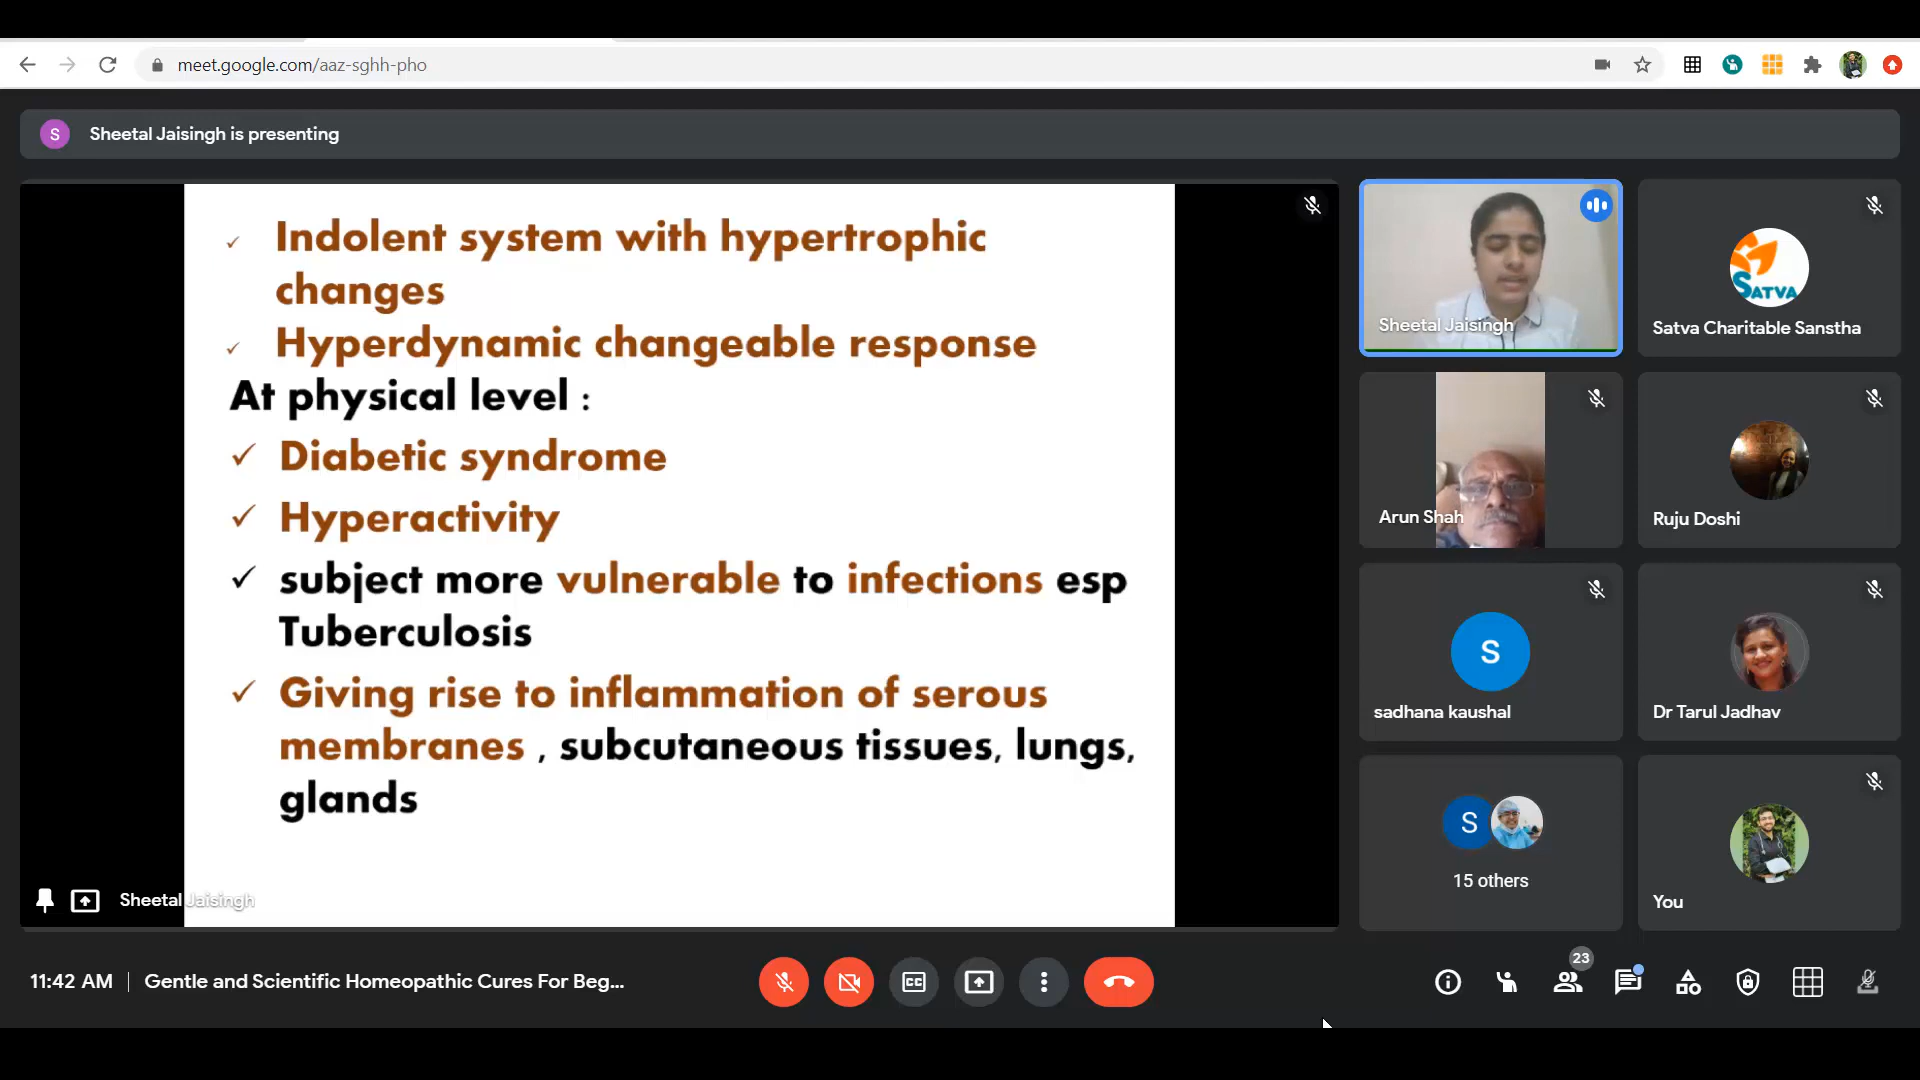 meet.google.com/aaz-sghh-pho
S
Sheetal Jaisingh is presenting
✓ Indolent system with hypertrophic
changes
✓ Hyperdynamic changeable response
At physical level :
✓ Diabetic syndrome
✓ Hyperactivity
✓ subject more vulnerable to infections esp
Tuberculosis
✓ Giving rise to inflammation of serous
membranes , subcutaneous tissues, lungs,
glands
Sheetal Jaisingh
Sheetal Jaisingh
SATVA
Satva Charitable Sanstha
Arun Shah
Ruju Doshi
S
sadhana kaushal
Dr Tarul Jadhav
S
15 others
You
11:42 AM | Gentle and Scientific Homeopathic Cures For Beg...
CC
23